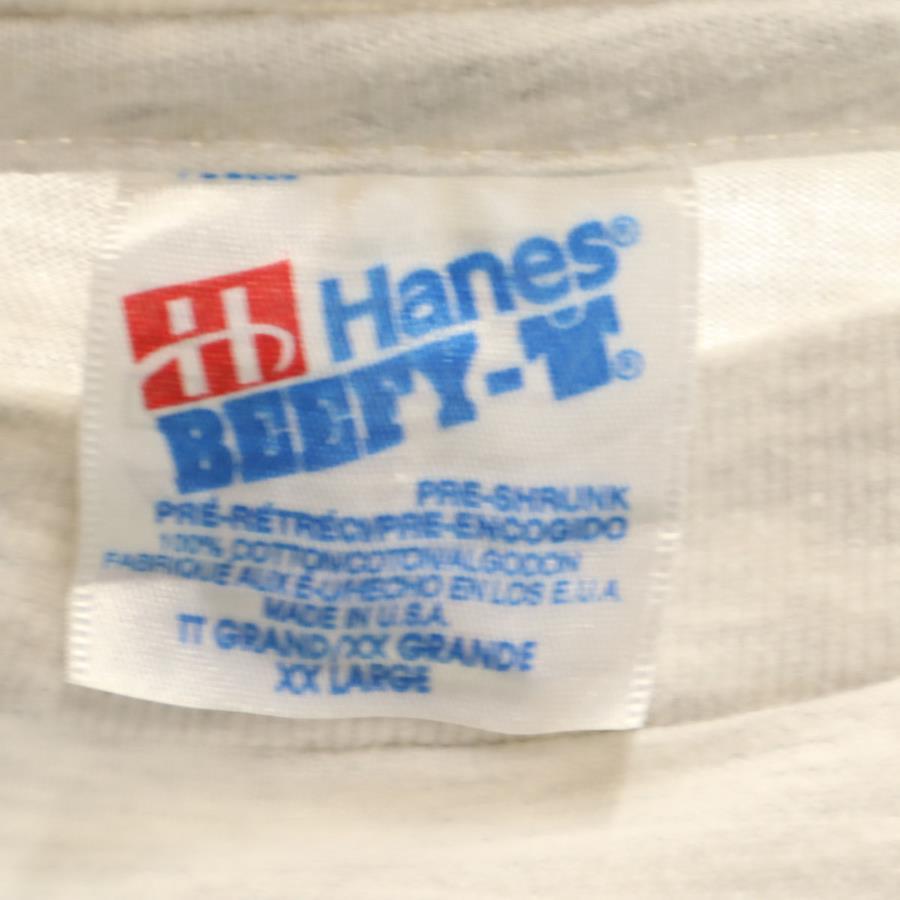 H Hanes®
BEEFY-T®
PRE-SHRUNK
PRÉ-RÉTRÉCI/PRE-ENCOGIDO
100% COTTON/COTON/ALGODON
FABRIQUE AUX É-U/HECHO EN LOS E.U.A.
MADE IN U.S.A.
TT GRAND/XX GRANDE
XX LARGE